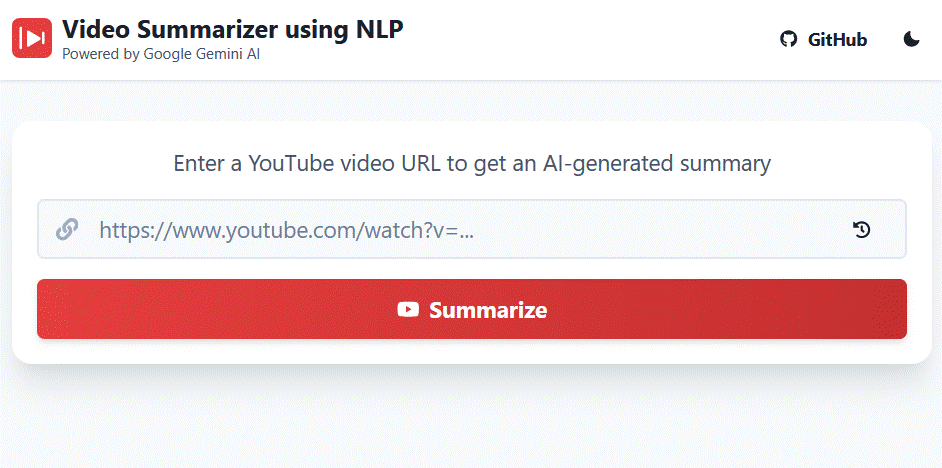 Video Summarizer using NLP
Powered by Google Gemini AI
GitHub
Enter a YouTube video URL to get an AI-generated summary
https://www.youtube.com/watch?v=...
Summarize